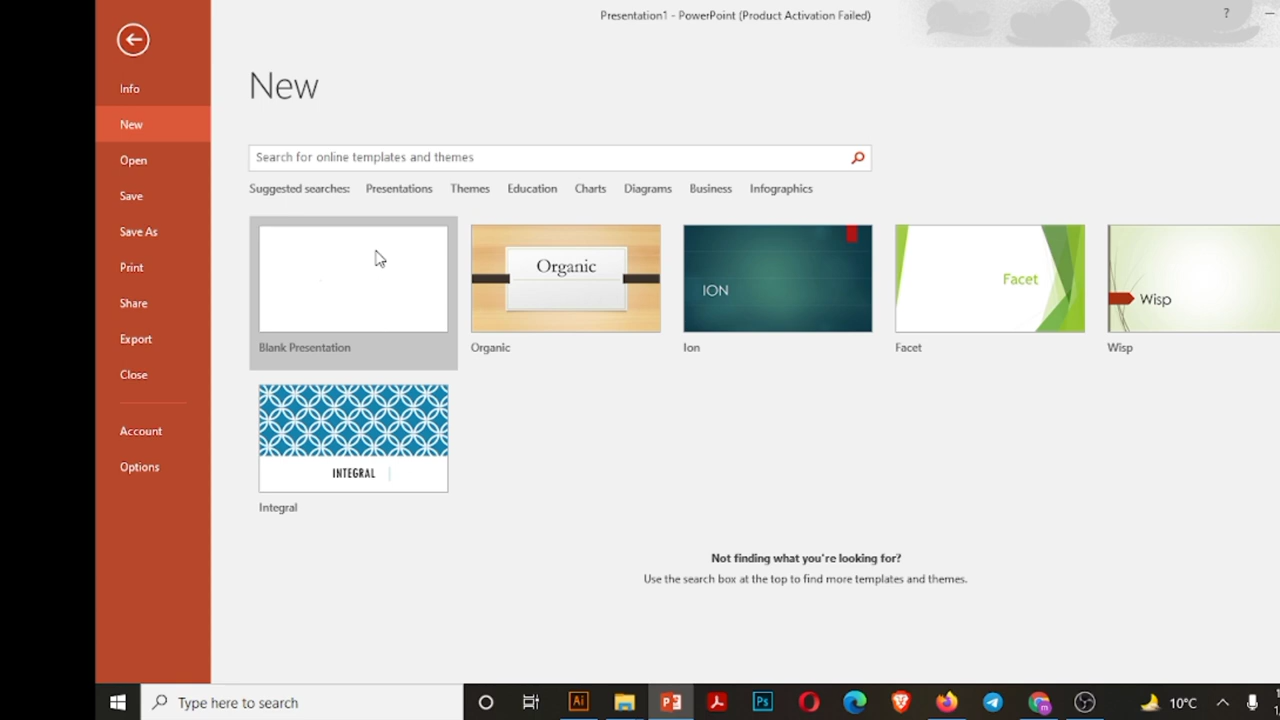 Presentation1 - PowerPoint (Product Activation Failed)
?
Info
New
Open
Save
Save As
Print
Share
Export
Close
Account
Options
New
Search for online templates and themes
Suggested searches: Presentations Themes Education Charts Diagrams Business Infographics
Organic
ION
Facet
Wisp
Blank Presentation
Organic
Ion
Facet
Wisp
INTEGRAL
Integral
Not finding what you're looking for?
Use the search box at the top to find more templates and themes.
Type here to search
Ai
Ps
10°C